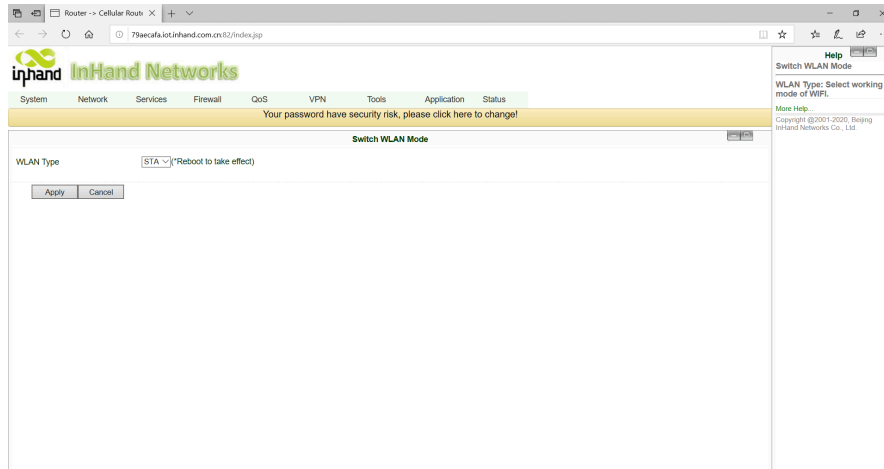 Router -> Cellular Route
79aecafa.iot.inhand.com.cn:82/index.jsp
inhand InHand Networks
System Network Services Firewall QoS VPN Tools Application Status
Your password have security risk, please click here to change!
Switch WLAN Mode
WLAN Type STA (*Reboot to take effect)
Apply Cancel
Help
Switch WLAN Mode
WLAN Type: Select working
mode of WIFI.
More Help...
Copyright @2001-2020, Beijing
InHand Networks Co., Ltd.